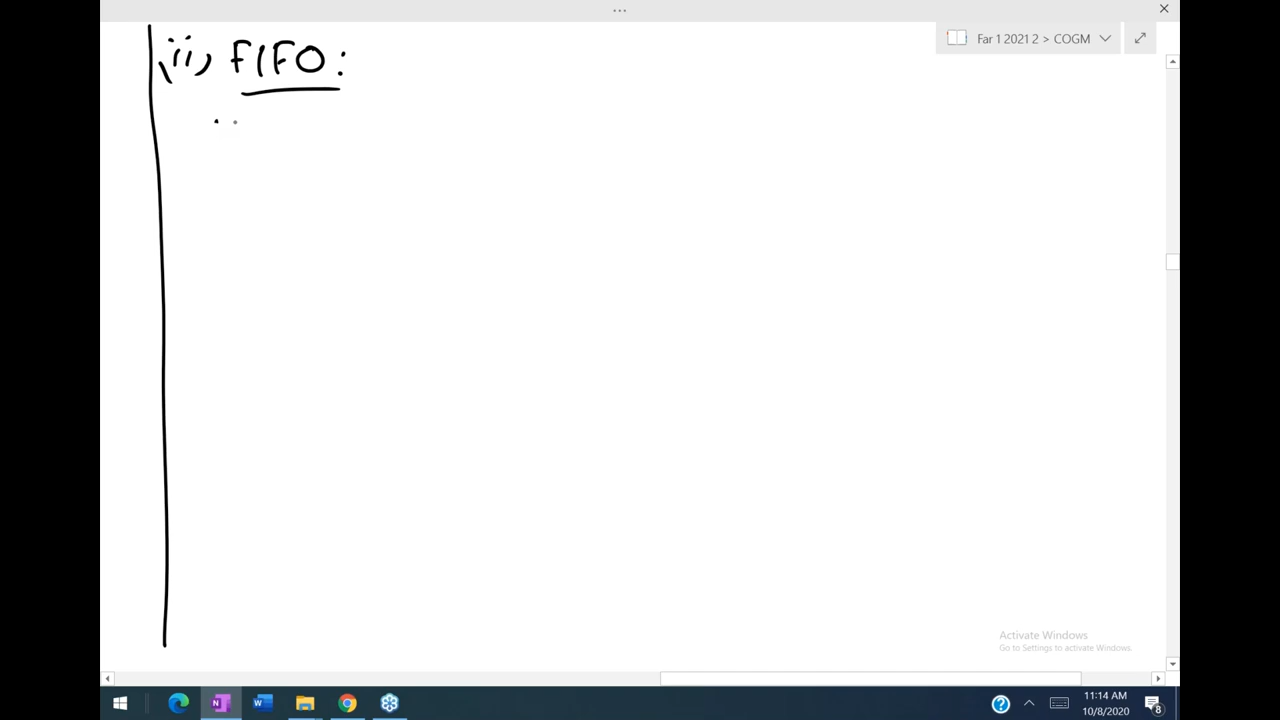 ...
Far 1 2021 2 > COGM
(ii) FIFO:
Activate Windows
Go to Settings to activate Windows.
11:14 AM
10/8/2020
8